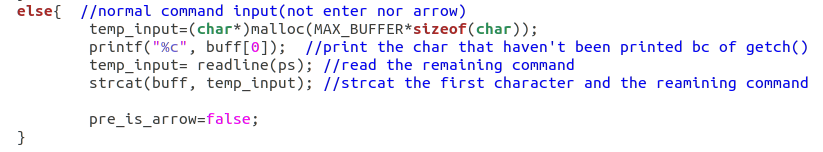 else{  //normal command input(not enter nor arrow)
        temp_input=(char*)malloc(MAX_BUFFER*sizeof(char));
        printf("%c", buff[0]);  //print the char that haven't been printed bc of getch()
        temp_input= readline(ps); //read the remaining command
        strcat(buff, temp_input); //strcat the first character and the reamining command

        pre_is_arrow=false;
}